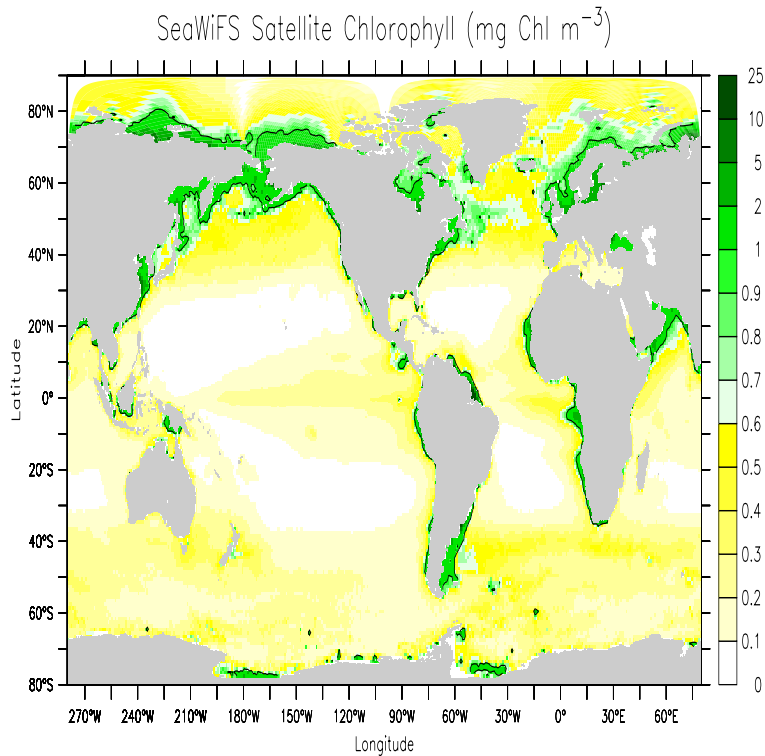 SeaWiFS Satellite Chlorophyll (mg Chl m⁻³)
80°N
60°N
40°N
20°N
0°
20°S
40°S
60°S
80°S
Latitude
270°W 240°W 210°W 180°W 150°W 120°W 90°W 60°W 30°W 0° 30°E 60°E
Longitude
25
10
5
2
1
0.9
0.8
0.7
0.6
0.5
0.4
0.3
0.2
0.1
0